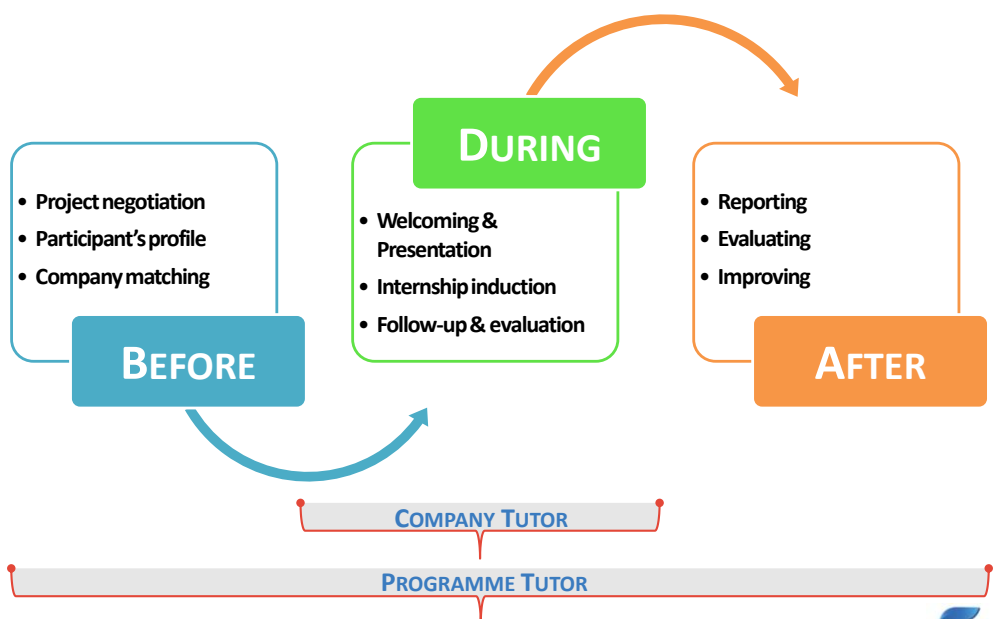 DURING
• Project negotiation
• Participant's profile
• Company matching
BEFORE
• Welcoming &
Presentation
• Internship induction
• Follow-up & evaluation
• Reporting
• Evaluating
• Improving
AFTER
COMPANY TUTOR
PROGRAMME TUTOR